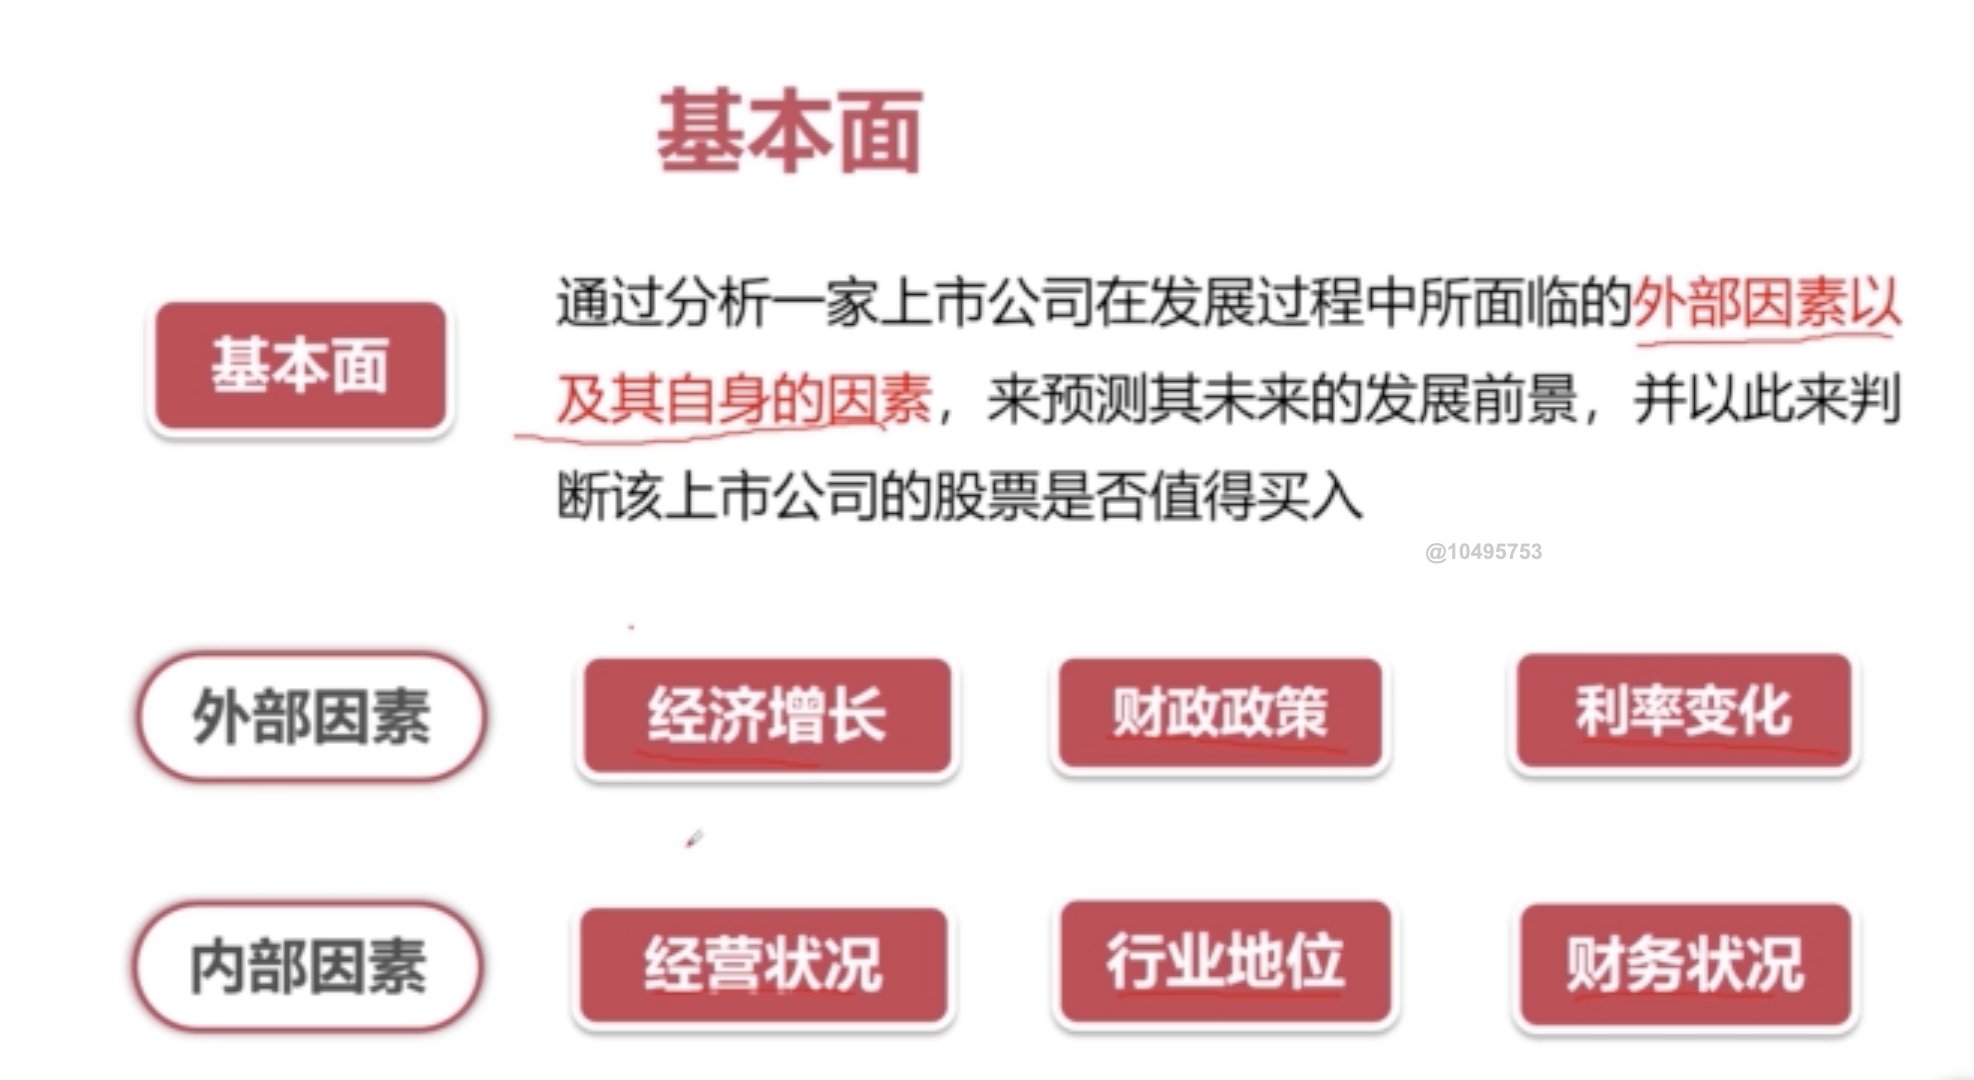 基本面
基本面
通过分析一家上市公司在发展过程中所面临的外部因素以
及其自身的因素，来预测其未来的发展前景，并以此来判
断该上市公司的股票是否值得买入
@10495753
外部因素
经济增长
财政政策
利率变化
内部因素
经营状况
行业地位
财务状况